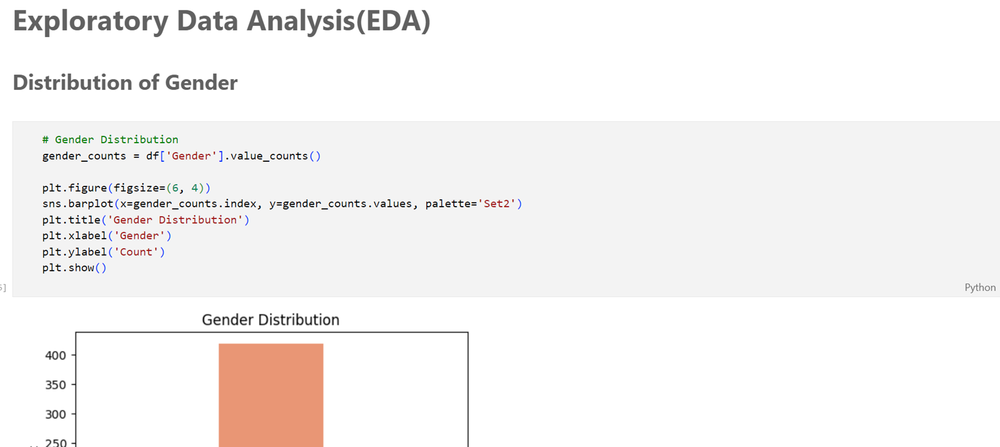 Exploratory Data Analysis(EDA)
Distribution of Gender
# Gender Distribution
gender_counts = df['Gender'].value_counts()
plt.figure(figsize=(6, 4))
sns.barplot(x=gender_counts.index, y=gender_counts.values, palette='Set2')
plt.title('Gender Distribution')
plt.xlabel('Gender')
plt.ylabel('Count')
plt.show()
Python
Gender Distribution
400
350
300
250